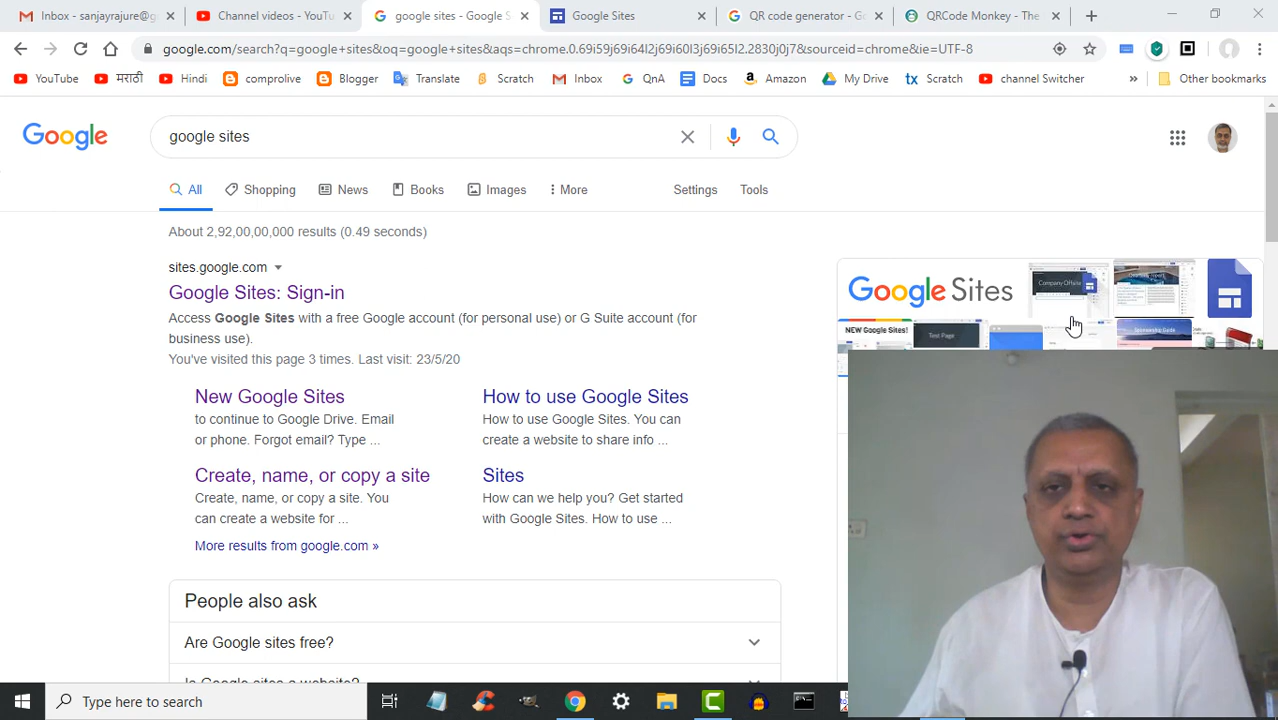 Inbox - sanjayrajure@g
Channel videos - YouTu
google sites - Google S
Google Sites
QR code generator - Go
QRCode Monkey - The
google.com/search?q=google+sites&oq=google+sites&aqs=chrome.0.69i59j69i64l2j69i60l3j69i65l2.2830j0j7&sourceid=chrome&ie=UTF-8
YouTube
मराठी
Hindi
comprolive
Blogger
Translate
Scratch
Inbox
QnA
Docs
Amazon
My Drive
tx Scratch
channel Switcher
»
Other bookmarks
Google
google sites
All
Shopping
News
Books
Images
More
Settings
Tools
About 2,92,00,00,000 results (0.49 seconds)
sites.google.com
Google Sites: Sign-in
Access Google Sites with a free Google account (for personal use) or G Suite account (for
business use).
You've visited this page 3 times. Last visit: 23/5/20
New Google Sites
to continue to Google Drive. Email
or phone. Forgot email? Type ...
How to use Google Sites
How to use Google Sites. You can
create a website to share info ...
Create, name, or copy a site
Create, name, or copy a site. You
can create a website for ...
Sites
How can we help you? Get started
with Google Sites. How to use ...
More results from google.com »
People also ask
Are Google sites free?
Is Google sites a website?
Google Sites
NEW Google Sites!
Test Page
Type here to search